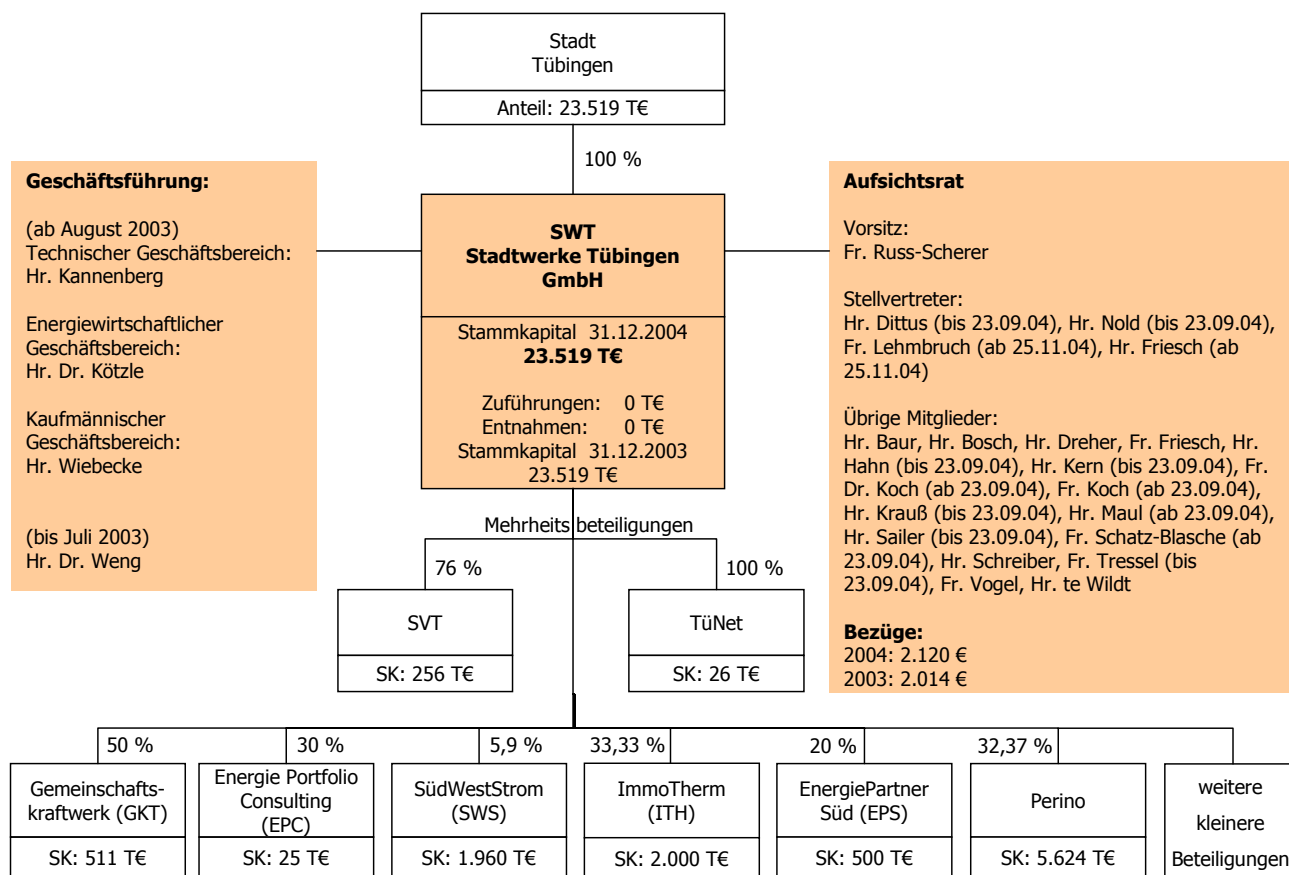 Stadt
Tübingen
Anteil: 23.519 T€
100 %
Geschäftsführung:
(ab August 2003)
Technischer Geschäftsbereich:
Hr. Kannenberg
Energiewirtschaftlicher
Geschäftsbereich:
Hr. Dr. Kötzle
Kaufmännischer
Geschäftsbereich:
Hr. Wiebecke
(bis Juli 2003)
Hr. Dr. Weng
SWT
Stadtwerke Tübingen
GmbH
Stammkapital 31.12.2004
23.519 T€
Zuführungen: 0 T€
Entnahmen: 0 T€
Stammkapital 31.12.2003
23.519 T€
Aufsichtsrat
Vorsitz:
Fr. Russ-Scherer
Stellvertreter:
Hr. Dittus (bis 23.09.04), Hr. Nold (bis 23.09.04),
Fr. Lehmbruch (ab 25.11.04), Hr. Friesch (ab
25.11.04)
Übrige Mitglieder:
Hr. Baur, Hr. Bosch, Hr. Dreher, Fr. Friesch, Hr.
Hahn (bis 23.09.04), Hr. Kern (bis 23.09.04), Fr.
Dr. Koch (ab 23.09.04), Fr. Koch (ab 23.09.04),
Hr. Krauß (bis 23.09.04), Hr. Maul (ab 23.09.04),
Hr. Sailer (bis 23.09.04), Fr. Schatz-Blasche (ab
23.09.04), Hr. Schreiber, Fr. Tressel (bis
23.09.04), Fr. Vogel, Hr. te Wildt
Bezüge:
2004: 2.120 €
2003: 2.014 €
Mehrheits beteiligungen
76 %
100 %
SVT
SK: 256 T€
TüNet
SK: 26 T€
50 %
30 %
5,9 %
33,33 %
20 %
32,37 %
Gemeinschafts-
kraftwerk (GKT)
SK: 511 T€
Energie Portfolio
Consulting
(EPC)
SK: 25 T€
SüdWestStrom
(SWS)
SK: 1.960 T€
ImmoTherm
(ITH)
SK: 2.000 T€
EnergiePartner
Süd (EPS)
SK: 500 T€
Perino
SK: 5.624 T€
weitere
kleinere
Beteiligungen